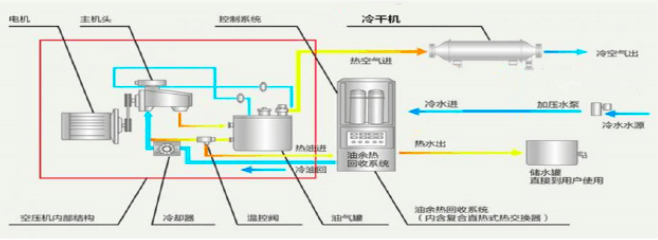 电机
主机头
控制系统
冷干机
热空气进
冷空气出
冷水进
加压水泵
冷水水源
热油进
油余热
回收系统
热水出
冷油回
储水罐
直接到用户使用
空压机内部结构
冷却器
温控阀
油气罐
油余热回收系统
(内含复合直热式热交换器)